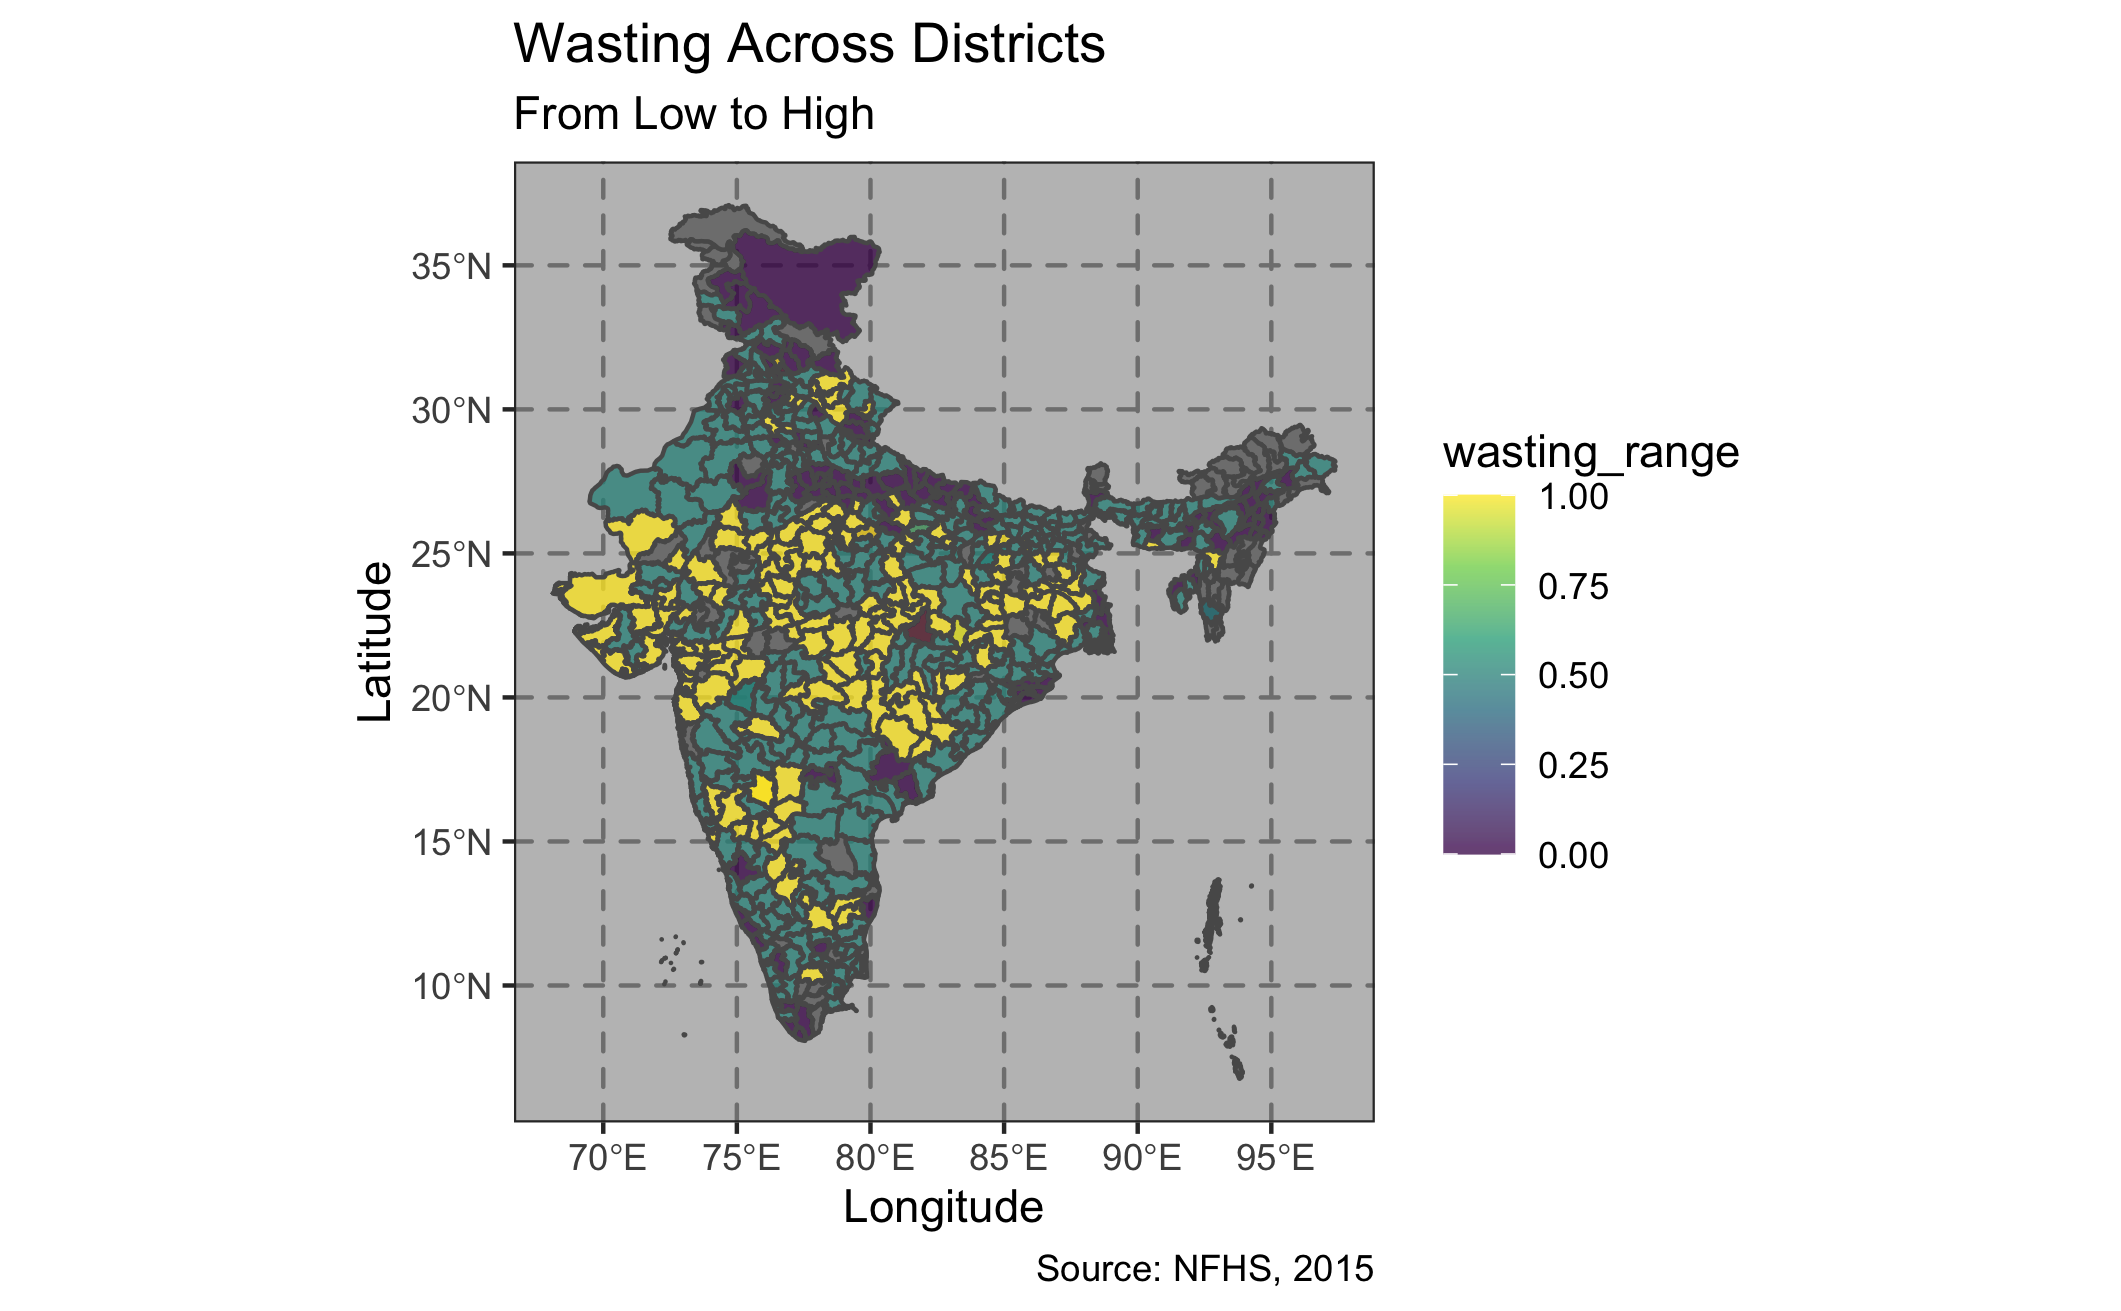 Wasting Across Districts
From Low to High
Latitude
35°N
30°N
25°N
20°N
15°N
10°N
70°E 75°E 80°E 85°E 90°E 95°E
Longitude
wasting_range
1.00
0.75
0.50
0.25
0.00
Source: NFHS, 2015